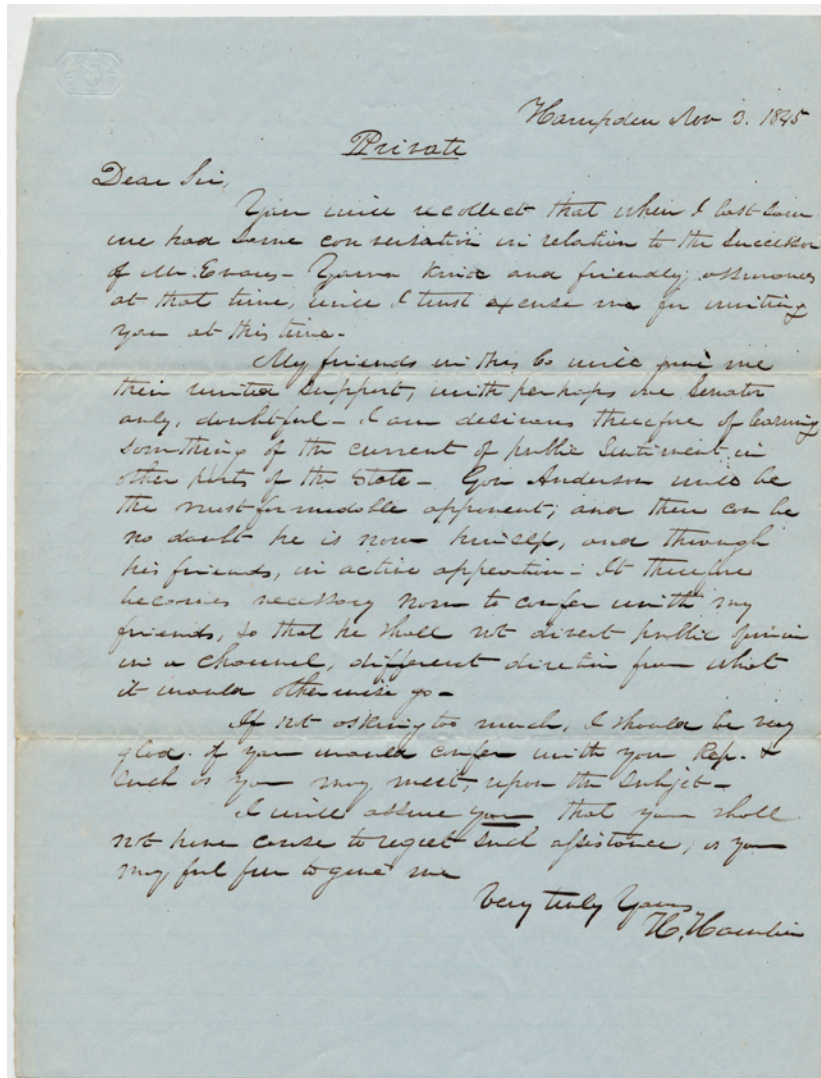 Hampden Nov 3. 1845
Private
Dear Sir,
You will recollect that when I last saw
we had some conversation in relation to the Successor
of Mr. Evans - Your kind and friendly assurances
at that time, will I trust excuse me for writing
you at this time -
My friends in this Co will give me
their united support, with perhaps one Senator
only, doubtful - I am desirous therefore of learning
something of the current of public Sentiment in
other parts of the State - Gov Anderson will be
the most formidable opponent; and there can be
no doubt he is now himself, and through
his friends, in active opperation - It therefore
becomes necessary now to confer with my
friends, so that he shall not divert public opinion
in a channel, different direction from what
it would otherwise go -
If not asking too much, I should be very
glad if you would confer with your Rep. &
such as you may meet, upon the subject -
I will assure you that you shall
not have cause to regret such assistance, as you
may feel free to give me
Very truly Yours
H. Hamlin